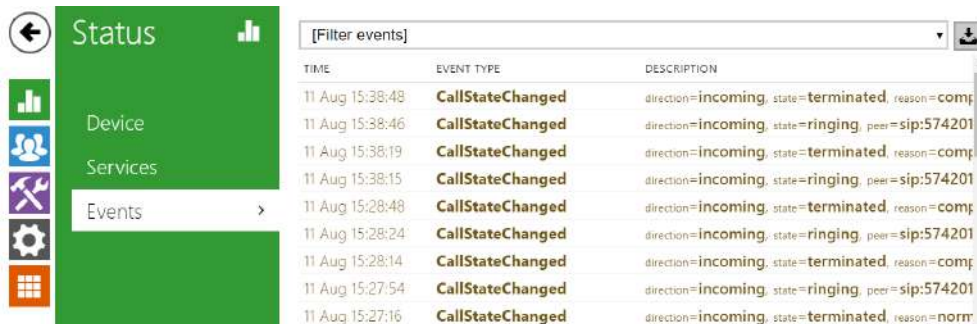 Status
Device
Services
Events
[Filter events]
TIME EVENT TYPE DESCRIPTION
11 Aug 15:38:48 CallStateChanged direction=incoming, state=terminated, reason=comp
11 Aug 15:38:46 CallStateChanged direction=incoming, state=ringing, peer=sip:574201
11 Aug 15:38:19 CallStateChanged direction=incoming, state=terminated, reason=comp
11 Aug 15:38:15 CallStateChanged direction=incoming, state=ringing, peer=sip:574201
11 Aug 15:28:48 CallStateChanged direction=incoming, state=terminated, reason=comp
11 Aug 15:28:24 CallStateChanged direction=incoming, state=ringing, peer=sip:574201
11 Aug 15:28:14 CallStateChanged direction=incoming, state=terminated, reason=comp
11 Aug 15:27:54 CallStateChanged direction=incoming, state=ringing, peer=sip:574201
11 Aug 15:27:16 CallStateChanged direction=incoming, state=terminated, reason=norm